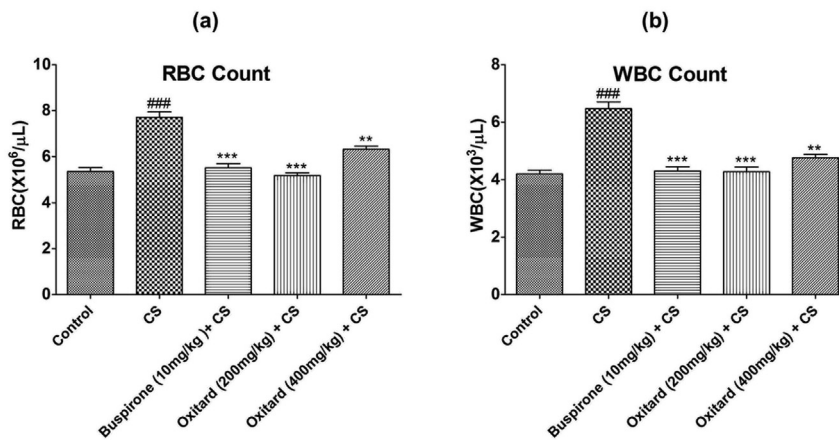 (a)
RBC Count
RBC(X10⁶/µL)
10
8
6
4
2
0
###
***
***
**
Control
CS
Buspirone (10mg/kg )+ CS
Oxitard (200mg/kg) + CS
Oxitard (400mg/kg) + CS
(b)
WBC Count
WBC(X10³/µL)
8
6
4
2
0
###
***
***
**
Control
CS
Buspirone (10mg/kg) + CS
Oxitard (200mg/kg) + CS
Oxitard (400mg/kg) + CS